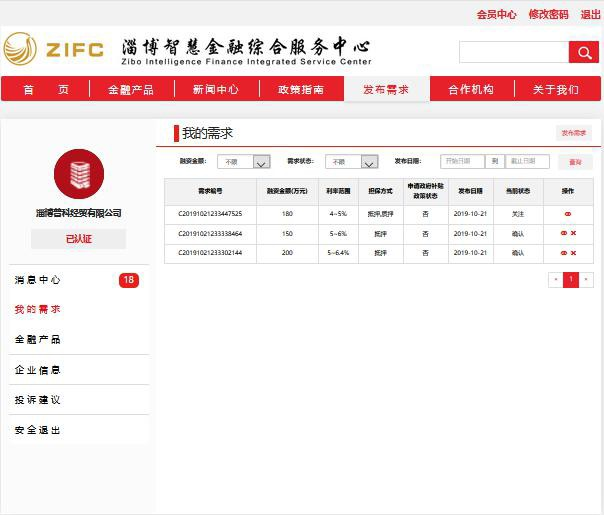 会员中心 修改密码 退出
ZIFC 淄博智慧金融综合服务中心
Zibo Intelligence Finance Integrated Service Center
首 页 金融产品 新闻中心 政策指南 发布需求 合作机构 关于我们
我的需求 发布需求
融资金额: 不限 需求状态: 不限 发布日期: 开始日期 到 截止日期 查询
需求编号 融资金额(万元) 利率范围 担保方式 申请政府补贴政策状态 发布日期 当前状态 操作
C20191021233447525 180 4~5% 抵押,质押 否 2019-10-21 关注
C20191021233338464 150 5~6% 抵押 否 2019-10-21 确认
C20191021233302144 200 5~6.4% 抵押 否 2019-10-21 确认
« 1 »
淄博普科经贸有限公司
已认证
消息中心 18
我的需求
金融产品
企业信息
投诉建议
安全退出